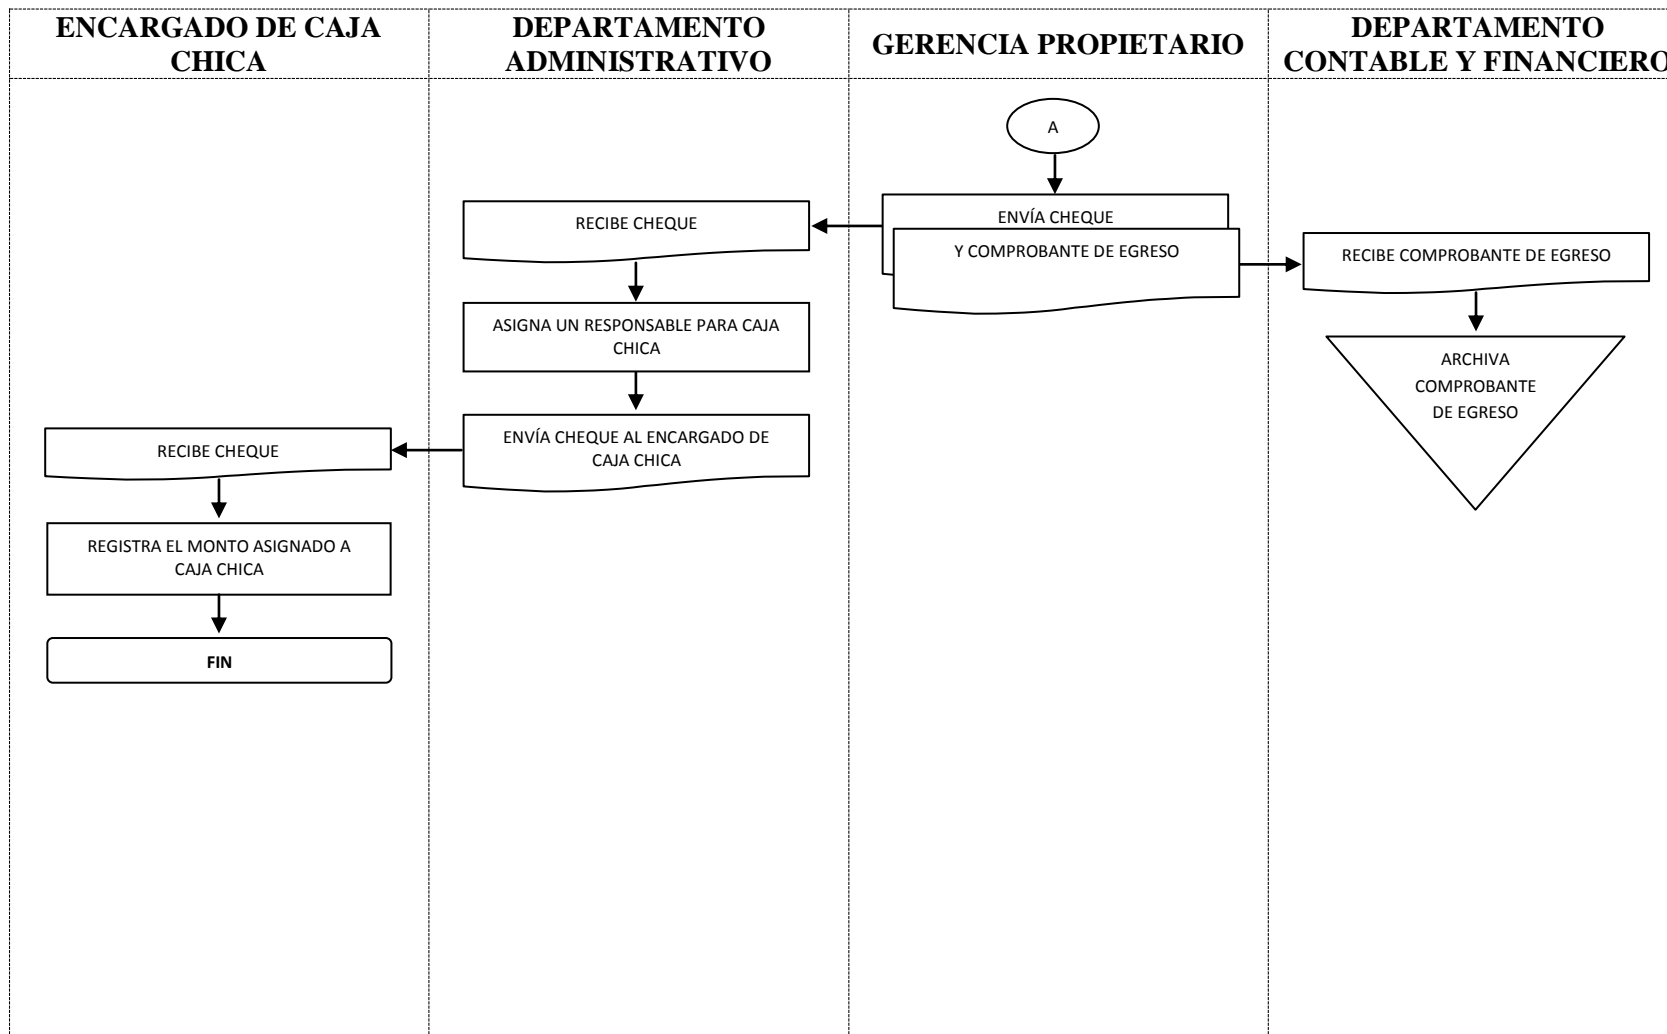 ENCARGADO DE CAJA
CHICA
DEPARTAMENTO
ADMINISTRATIVO
GERENCIA PROPIETARIO
DEPARTAMENTO
CONTABLE Y FINANCIERO
A
ENVÍA CHEQUE
Y COMPROBANTE DE EGRESO
RECIBE CHEQUE
RECIBE COMPROBANTE DE EGRESO
ASIGNA UN RESPONSABLE PARA CAJA
CHICA
ARCHIVA
COMPROBANTE
DE EGRESO
ENVÍA CHEQUE AL ENCARGADO DE
CAJA CHICA
RECIBE CHEQUE
REGISTRA EL MONTO ASIGNADO A
CAJA CHICA
FIN